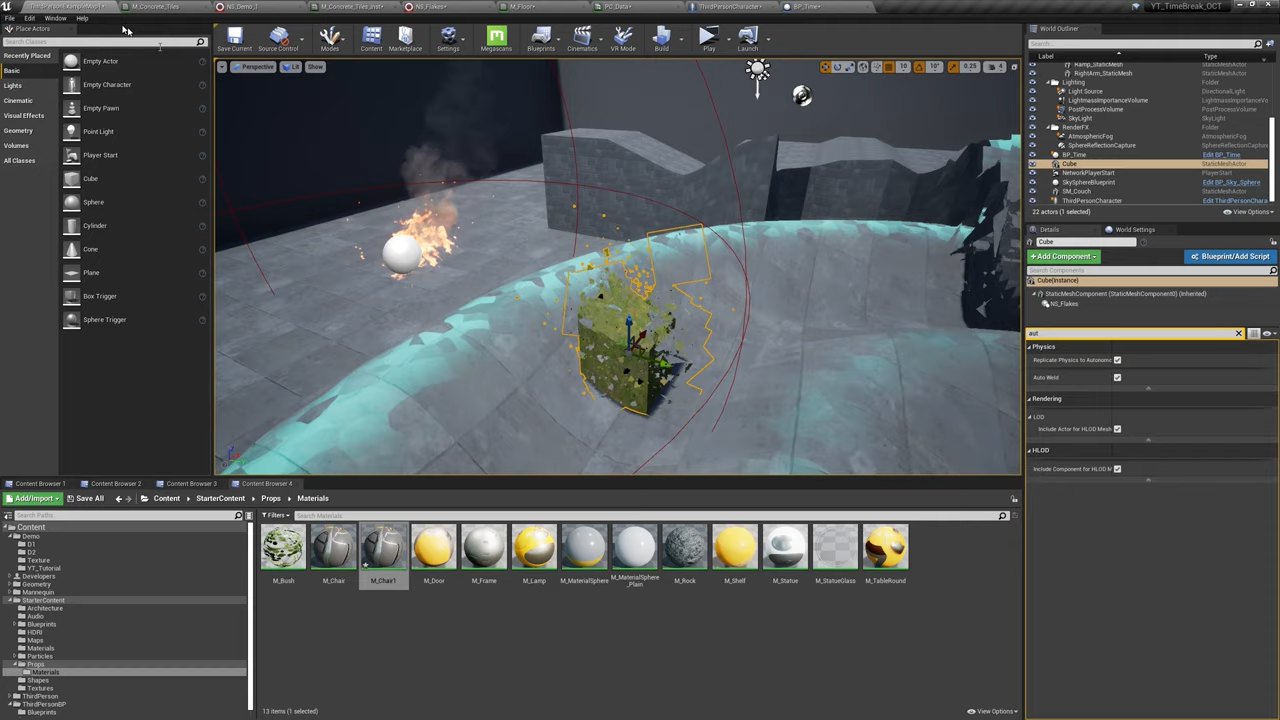 ThirdPersonExampleMap*
M_Concrete_Tiles
NS_Demo_1
M_Concrete_Tiles_Inst*
NS_Flakes*
M_Floor*
PC_Data*
ThirdPersonCharacter*
BP_Time*
YT_TimeBreak_OCT
File
Edit
Window
Help
Place Actors
Search Classes
Recently Placed
Basic
Lights
Cinematic
Visual Effects
Geometry
Volumes
All Classes
Empty Actor
Empty Character
Empty Pawn
Point Light
Player Start
Cube
Sphere
Cylinder
Cone
Plane
Box Trigger
Sphere Trigger
Save Current
Source Control
Modes
Content
Marketplace
Settings
Megascans
Blueprints
Cinematics
VR Mode
Build
Play
Launch
Perspective
Lit
Show
10
10°
0.25
4
World Outliner
Search...
Label
Type
Ramp_StaticMesh
StaticMeshActor
RightArm_StaticMesh
StaticMeshActor
Lighting
Folder
Light Source
DirectionalLight
LightmassImportanceVolume
LightmassImportanceV
PostProcessVolume
PostProcessVolume
SkyLight
SkyLight
RenderFX
Folder
AtmosphericFog
AtmosphericFog
SphereReflectionCapture
SphereReflectionCapture
BP_Time
Edit BP_Time
Cube
StaticMeshActor
NetworkPlayerStart
PlayerStart
SkySphereBlueprint
Edit BP_Sky_Sphere
SM_Couch
StaticMeshActor
ThirdPersonCharacter
Edit ThirdPersonChara
22 actors (1 selected)
View Options
Details
World Settings
Cube
+Add Component
Blueprint/Add Script
Search Components
Cube(Instance)
StaticMeshComponent (StaticMeshComponent0) (Inherited)
NS_Flakes
aut
Physics
Replicate Physics to Autonomo
Auto Weld
Rendering
LOD
Include Actor for HLOD Mesh
HLOD
Include Component for HLOD M
Content Browser 1
Content Browser 2
Content Browser 3
Content Browser 4
Add/Import
Save All
Content
StarterContent
Props
Materials
Search Paths
Filters
Search Materials
Content
Demo
D1
D2
Texture
YT_Tutorial
Developers
Geometry
Mannequin
StarterContent
Architecture
Audio
Blueprints
HDRI
Maps
Materials
Particles
Props
Materials
Shapes
Textures
ThirdPerson
ThirdPersonBP
Blueprints
M_Bush
M_Chair
M_Chair1
M_Door
M_Frame
M_Lamp
M_MaterialSphere
M_MaterialSphere
_Plain
M_Rock
M_Shelf
M_Statue
M_StatueGlass
M_TableRound
13 items (1 selected)
View Options